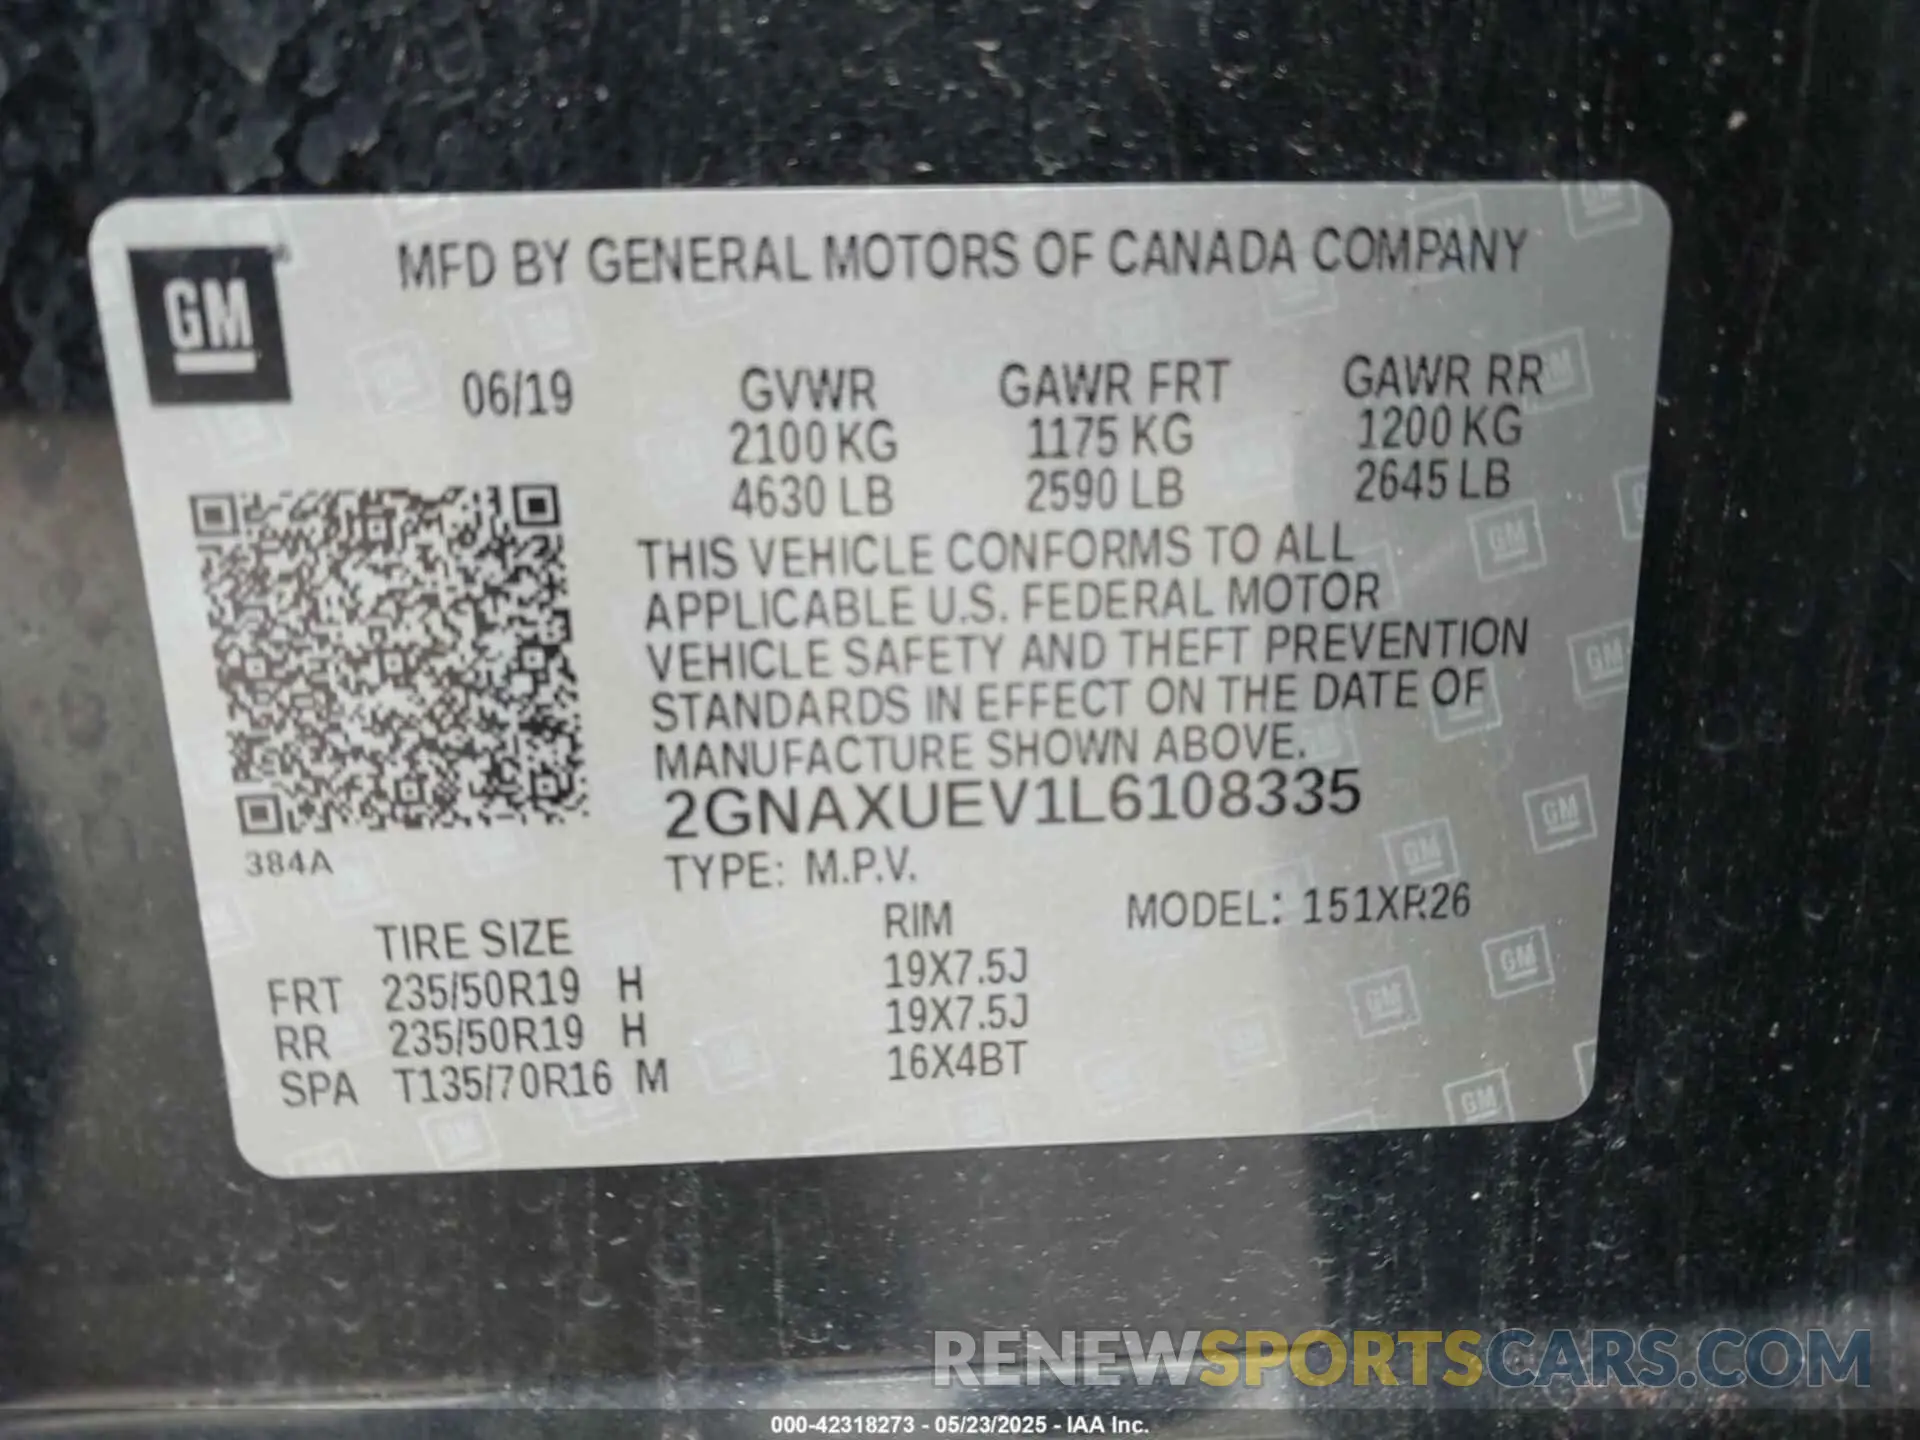 MFD BY GENERAL MOTORS OF CANADA COMPANY
GM
06/19 GVWR GAWR FRT GAWR RR
2100 KG 1175 KG 1200 KG
4630 LB 2590 LB 2645 LB
THIS VEHICLE CONFORMS TO ALL
APPLICABLE U.S. FEDERAL MOTOR
VEHICLE SAFETY AND THEFT PREVENTION
STANDARDS IN EFFECT ON THE DATE OF
MANUFACTURE SHOWN ABOVE.
2GNAXUEV1L6108335
384A
TYPE: M.P.V.
MODEL: 151XR26
TIRE SIZE RIM
FRT 235/50R19 H 19X7.5J
RR 235/50R19 H 19X7.5J
SPA T135/70R16 M 16X4BT
RENEWSPORTSCARS.COM
000-42318273 - 05/23/2025 - IAA Inc.